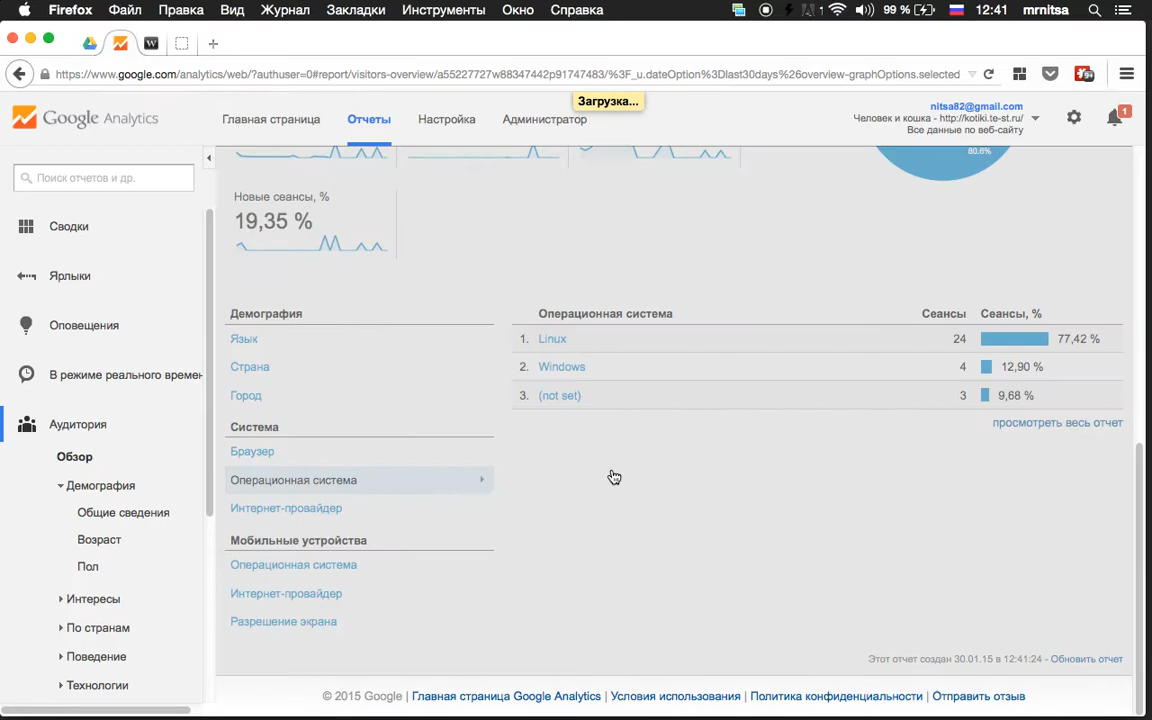 Firefox Файл Правка Вид Журнал Закладки Инструменты Окно Справка 1 99 % 12:41 mrnitsa
W
https://www.google.com/analytics/web/?authuser=0#report/visitors-overview/a55227727w88347442p91747483/%3F_u.dateOption%3Dlast30days%26overview-graphOptions.selected
9+
Загрузка...
Google Analytics
Главная страница Отчеты Настройка Администратор
nitsa82@gmail.com
Человек и кошка - http://kotiki.te-st.ru/
Все данные по веб-сайту
1
Поиск отчетов и др.
Сводки
Ярлыки
Оповещения
В режиме реального времен
Аудитория
Обзор
Демография
Общие сведения
Возраст
Пол
Интересы
По странам
Поведение
Технологии
80.6%
Новые сеансы, %
19,35 %
Демография
Язык
Страна
Город
Система
Браузер
Операционная система
Интернет-провайдер
Мобильные устройства
Операционная система
Интернет-провайдер
Разрешение экрана
Операционная система Сеансы Сеансы, %
1. Linux 24 77,42 %
2. Windows 4 12,90 %
3. (not set) 3 9,68 %
просмотреть весь отчет
Этот отчет создан 30.01.15 в 12:41:24 - Обновить отчет
© 2015 Google | Главная страница Google Analytics | Условия использования | Политика конфиденциальности | Отправить отзыв